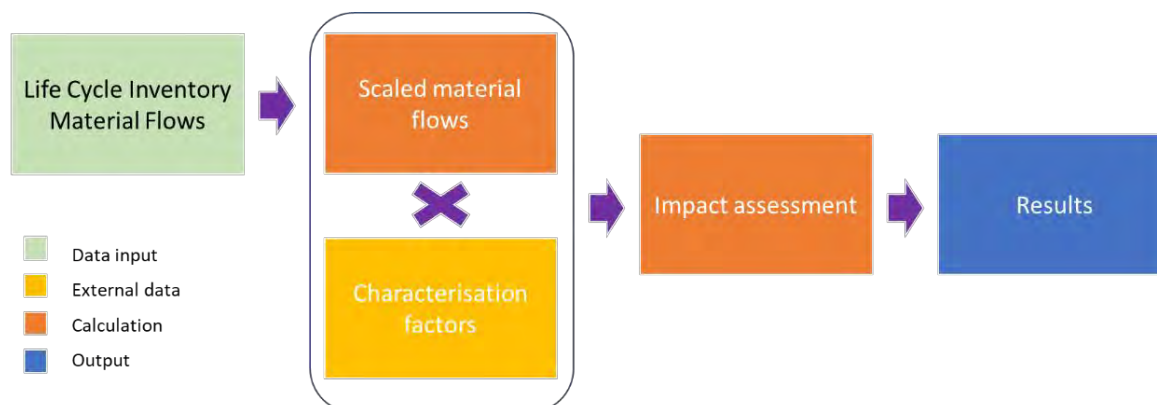 Life Cycle Inventory
Material Flows
Scaled material
flows
Characterisation
factors
Impact assessment
Results
Data input
External data
Calculation
Output